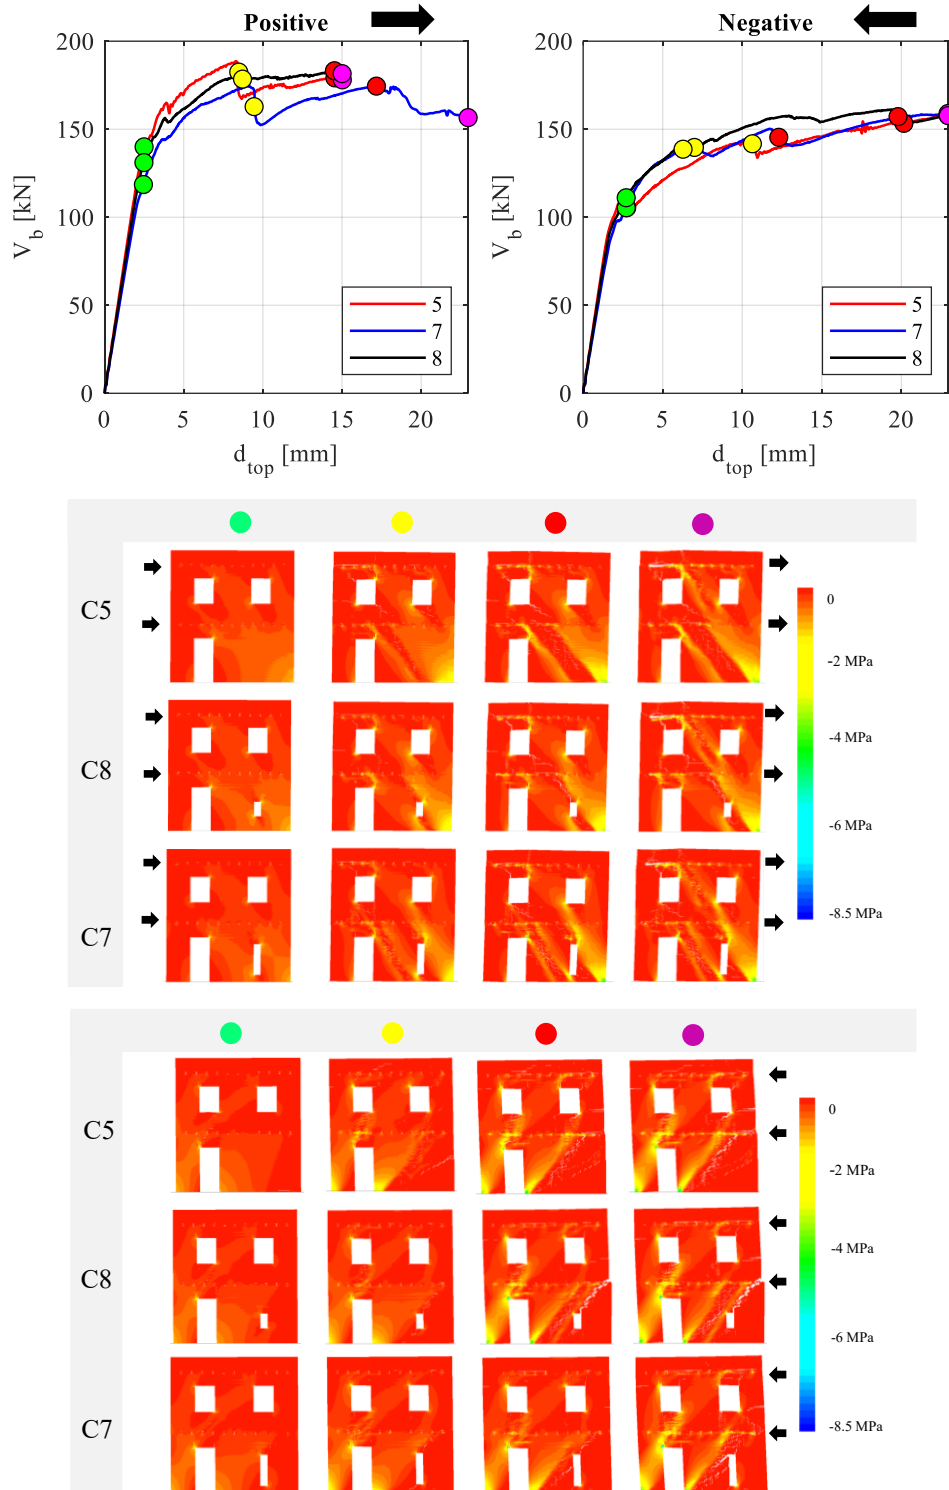 Positive
Negative
200
150
100
50
0
V_b [kN]
0 5 10 15 20
d_top [mm]
5
7
8
200
150
100
50
0
V_b [kN]
0 5 10 15 20
d_top [mm]
5
7
8
C5
C8
C7
0
-2 MPa
-4 MPa
-6 MPa
-8.5 MPa
C5
C8
C7
0
-2 MPa
-4 MPa
-6 MPa
-8.5 MPa